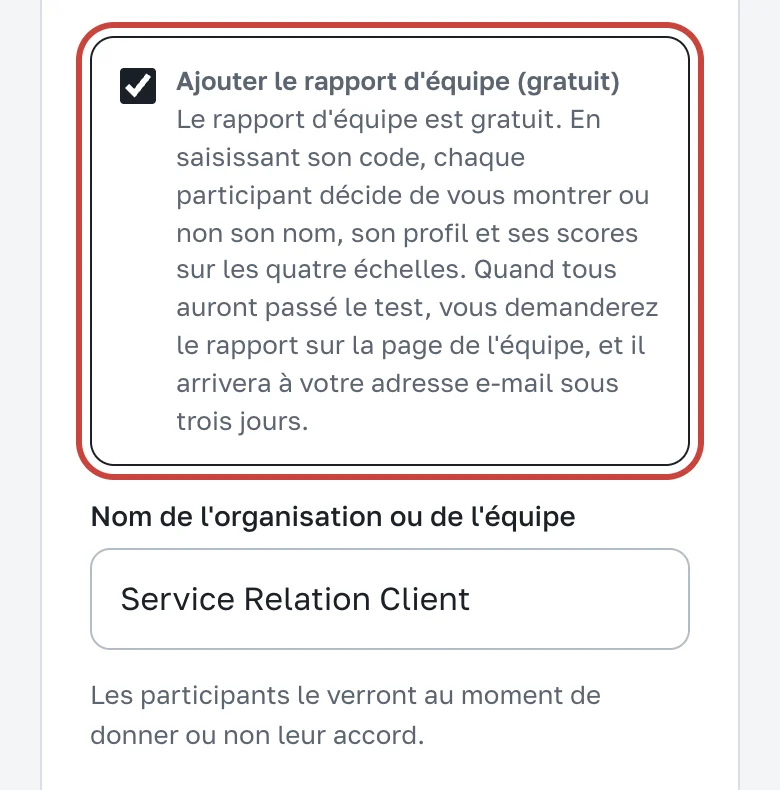 Ajouter le rapport d'équipe (gratuit)
Le rapport d'équipe est gratuit. En
saisissant son code, chaque
participant décide de vous montrer ou
non son nom, son profil et ses scores
sur les quatre échelles. Quand tous
auront passé le test, vous demanderez
le rapport sur la page de l'équipe, et il
arrivera à votre adresse e-mail sous
trois jours.
Nom de l'organisation ou de l'équipe
Service Relation Client
Les participants le verront au moment de
donner ou non leur accord.